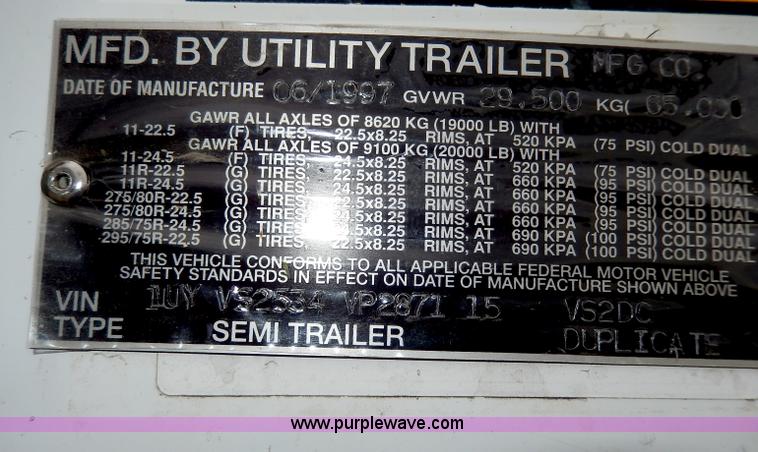 MFD. BY UTILITY TRAILER MFG CO.
DATE OF MANUFACTURE 06/1997 GVWR 29.500 KG( 65.000
GAWR ALL AXLES OF 8620 KG (19000 LB) WITH
11-22.5 (F) TIRES, 22.5x8.25 RIMS, AT 520 KPA (75 PSI) COLD DUAL
GAWR ALL AXLES OF 9100 KG (20000 LB) WITH
11-24.5 (F) TIRES, 24.5x8.25 RIMS, AT 520 KPA (75 PSI) COLD DUAL
11R-22.5 (G) TIRES, 22.5x8.25 RIMS, AT 660 KPA (95 PSI) COLD DUAL
11R-24.5 (G) TIRES, 24.5x8.25 RIMS, AT 660 KPA (95 PSI) COLD DUAL
275/80R-22.5 (G) TIRES, 22.5x8.25 RIMS, AT 660 KPA (95 PSI) COLD DUAL
275/80R-24.5 (G) TIRES, 24.5x8.25 RIMS, AT 660 KPA (95 PSI) COLD DUAL
285/75R-24.5 (G) TIRES, 24.5x8.25 RIMS, AT 660 KPA (95 PSI) COLD DUAL
295/75R-22.5 (G) TIRES, 22.5x8.25 RIMS, AT 690 KPA (100 PSI) COLD DUAL
THIS VEHICLE CONFORMS TO ALL APPLICABLE FEDERAL MOTOR VEHICLE
SAFETY STANDARDS IN EFFECT ON DATE OF MANUFACTURE SHOWN ABOVE
VIN 1UY VS2534 VP2871 15 VS2DC
TYPE SEMI TRAILER DUPLICATE
www.purplewave.com